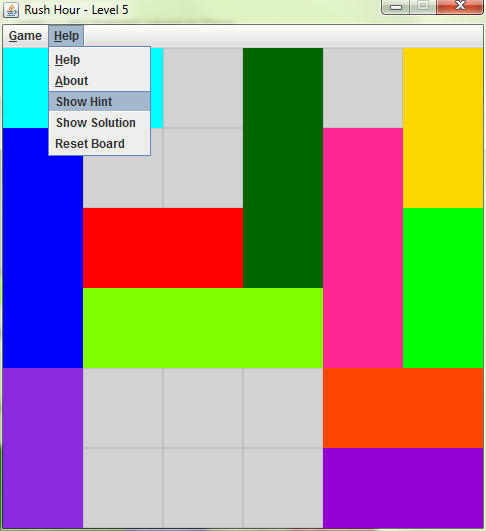 Rush Hour - Level 5
Game Help
Help
About
Show Hint
Show Solution
Reset Board